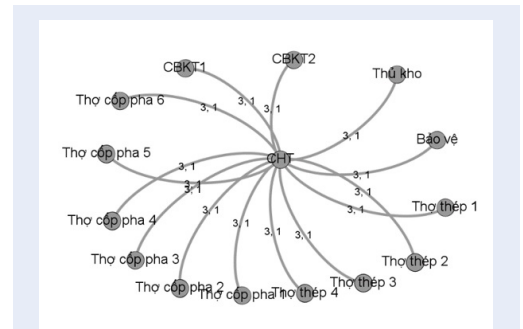 CBKT1
CBKT2
Thủ kho
Thợ cốp pha 6
3, 1
3, 1
3, 1
3, 1
Bảo vệ
Thợ cốp pha 5
CHT
3, 1
3, 1
3, 1
3, 1
3, 1
Thợ thép 1
Thợ cốp pha 4
3, 1
3, 1
3, 1
3, 1
3, 1
Thợ cốp pha 3
Thợ thép 2
Thợ cốp pha 2
Thợ cốp pha 1
Thợ thép 4
Thợ thép 3